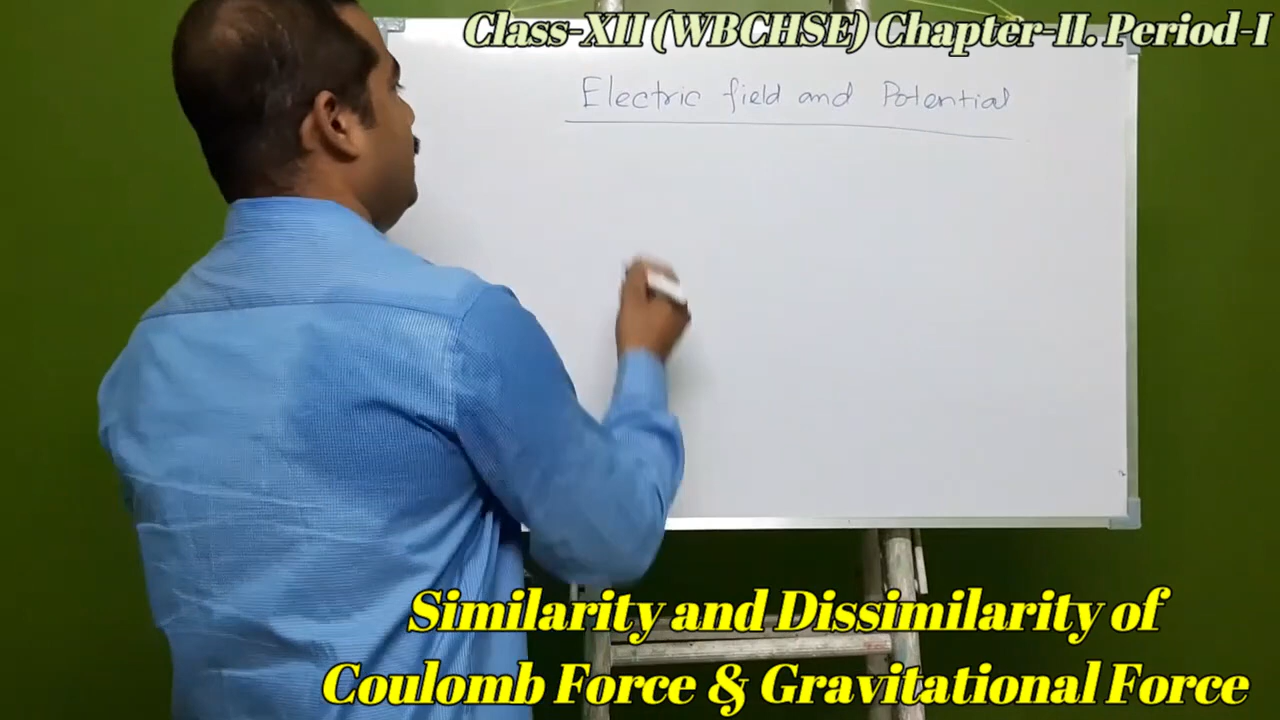 Class-XII (WBCHSE) Chapter-II. Period-I
Electric field and Potential
Similarity and Dissimilarity of
Coulomb Force & Gravitational Force